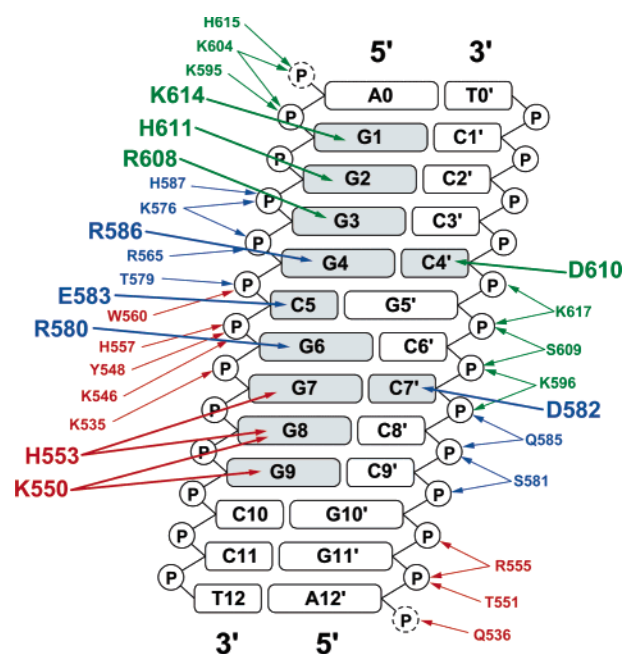 H615
5' 3'
K604
P
K595
A0 T0'
K614
P P
G1 C1'
H611
P P
G2 C2'
R608
H587
P P
K576
G3 C3'
R586
P P
R565
G4 C4'
D610
T579
P P
E583
K617
W560
C5 G5'
R580
P P
H557
S609
Y548
G6 C6'
K546
P P
K596
K535
G7 C7'
D582
P P
Q585
H553
G8 C8'
P P
K550
S581
G9 C9'
P P
C10 G10'
P P
R555
C11 G11'
P P
T551
T12 A12'
P
Q536
3' 5'